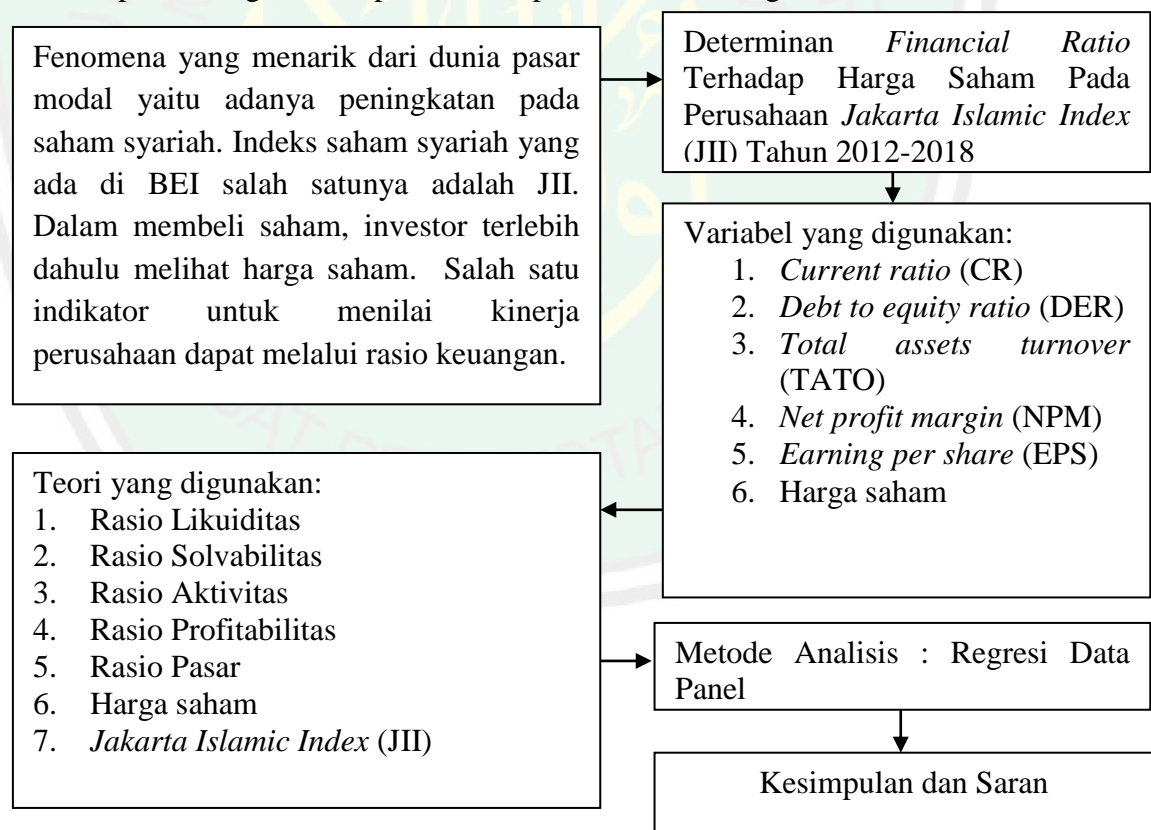 Fenomena yang menarik dari dunia pasar
modal yaitu adanya peningkatan pada
saham syariah. Indeks saham syariah yang
ada di BEI salah satunya adalah JII.
Dalam membeli saham, investor terlebih
dahulu melihat harga saham. Salah satu
indikator untuk menilai kinerja
perusahaan dapat melalui rasio keuangan.
Determinan Financial Ratio
Terhadap Harga Saham Pada
Perusahaan Jakarta Islamic Index
(JII) Tahun 2012-2018
Variabel yang digunakan:
1. Current ratio (CR)
2. Debt to equity ratio (DER)
3. Total assets turnover
(TATO)
4. Net profit margin (NPM)
5. Earning per share (EPS)
6. Harga saham
Teori yang digunakan:
1. Rasio Likuiditas
2. Rasio Solvabilitas
3. Rasio Aktivitas
4. Rasio Profitabilitas
5. Rasio Pasar
6. Harga saham
7. Jakarta Islamic Index (JII)
Metode Analisis : Regresi Data
Panel
Kesimpulan dan Saran